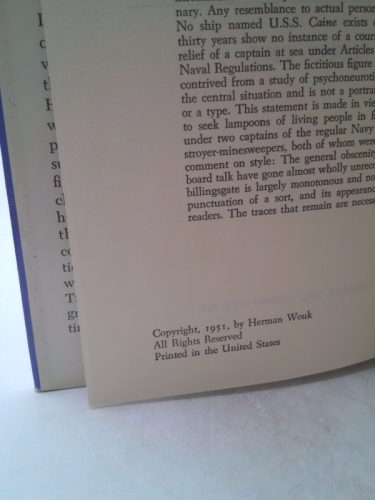 nary. Any resemblance to actual person
No ship named U.S.S. Caine exists o
thirty years show no instance of a cour
relief of a captain at sea under Articles
Naval Regulations. The fictitious figure
contrived from a study of psychoneuroti
the central situation and is not a portra
or a type. This statement is made in vie
to seek lampoons of living people in fi
under two captains of the regular Navy
stroyer-minesweepers, both of whom were
comment on style: The general obscenity
board talk have gone almost wholly unreco
billingsgate is largely monotonous and no
punctuation of a sort, and its appearanc
readers. The traces that remain are necess
Copyright, 1951, by Herman Wouk
All Rights Reserved
Printed in the United States